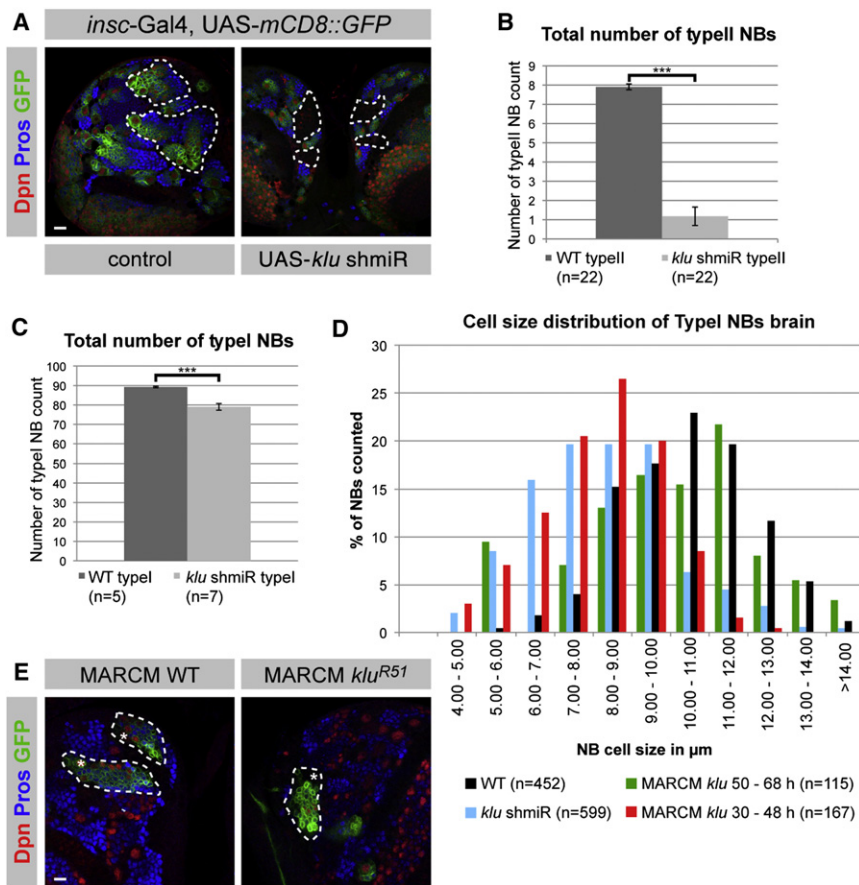 A
insc-Gal4, UAS-mCD8::GFP
Dpn Pros GFP
control
UAS-klu shmiR
B
Total number of typeII NBs
Number of typeII NB count
9
8
7
6
5
4
3
2
1
0
***
WT typeII
(n=22)
klu shmiR typeII
(n=22)
C
Total number of typeI NBs
Number of typeI NB count
100
90
80
70
60
50
40
30
20
10
0
***
WT typeI
(n=5)
klu shmiR typeI
(n=7)
D
Cell size distribution of TypeI NBs brain
% of NBs counted
30
25
20
15
10
5
0
4.00 - 5.00
5.00 - 6.00
6.00 - 7.00
7.00 - 8.00
8.00 - 9.00
9.00 - 10.00
10.00 - 11.00
11.00 - 12.00
12.00 - 13.00
13.00 - 14.00
>14.00
NB cell size in µm
WT (n=452)
MARCM klu 50 - 68 h (n=115)
klu shmiR (n=599)
MARCM klu 30 - 48 h (n=167)
E
MARCM WT
MARCM kluR51
Dpn Pros GFP
*
*
*